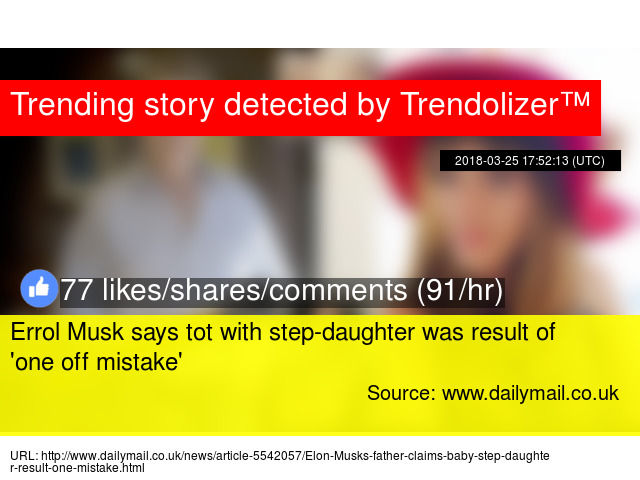 Trending story detected by Trendolizer™
2018-03-25 17:52:13 (UTC)
77 likes/shares/comments (91/hr)
Errol Musk says tot with step-daughter was result of
'one off mistake'
Source: www.dailymail.co.uk
URL: http://www.dailymail.co.uk/news/article-5542057/Elon-Musks-father-claims-baby-step-daughte
r-result-one-mistake.html